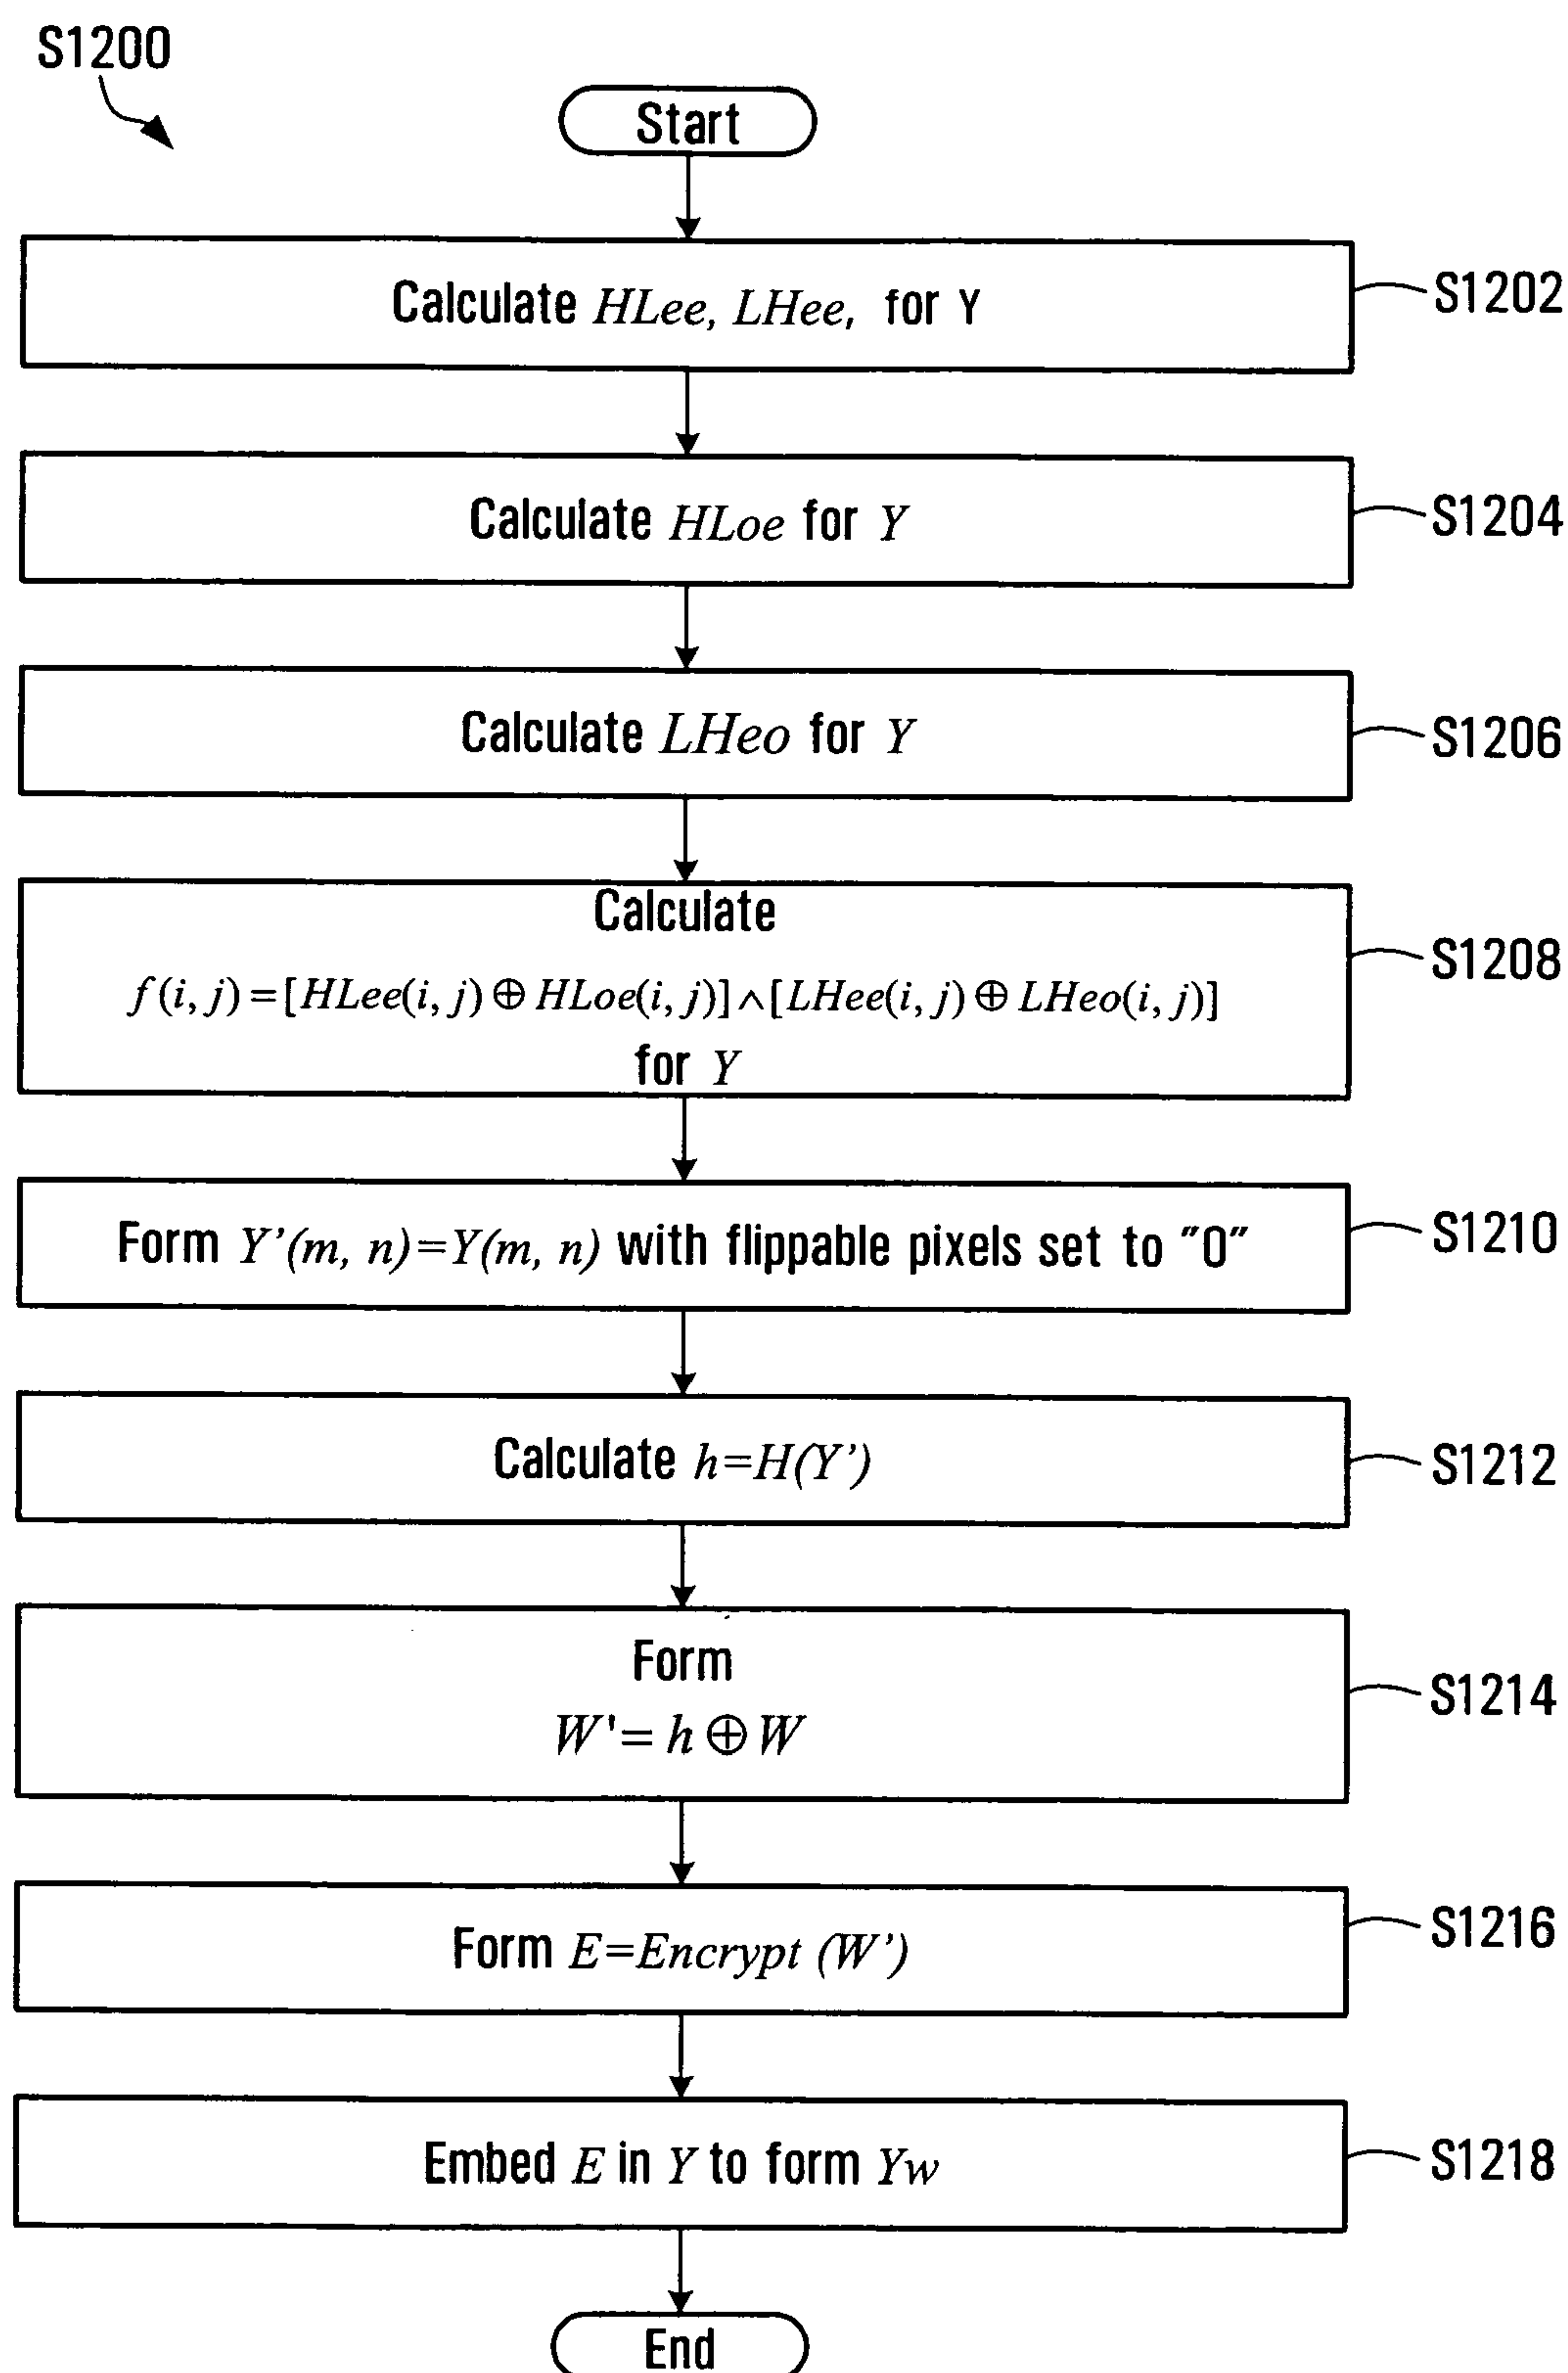 S1200
Start
Calculate HLee, LHee, for Y
S1202
Calculate HLoe for Y
S1204
Calculate LHeo for Y
S1206
Calculate
f(i, j)=[HLee(i, j)⊕HLoe(i, j)]∧[LHee(i, j)⊕LHeo(i, j)]
for Y
S1208
Form Y'(m, n)=Y(m, n) with flippable pixels set to "0"
S1210
Calculate h=H(Y')
S1212
Form
W'= h⊕W
S1214
Form E=Encrypt (W')
S1216
Embed E in Y to form Yw
S1218
End